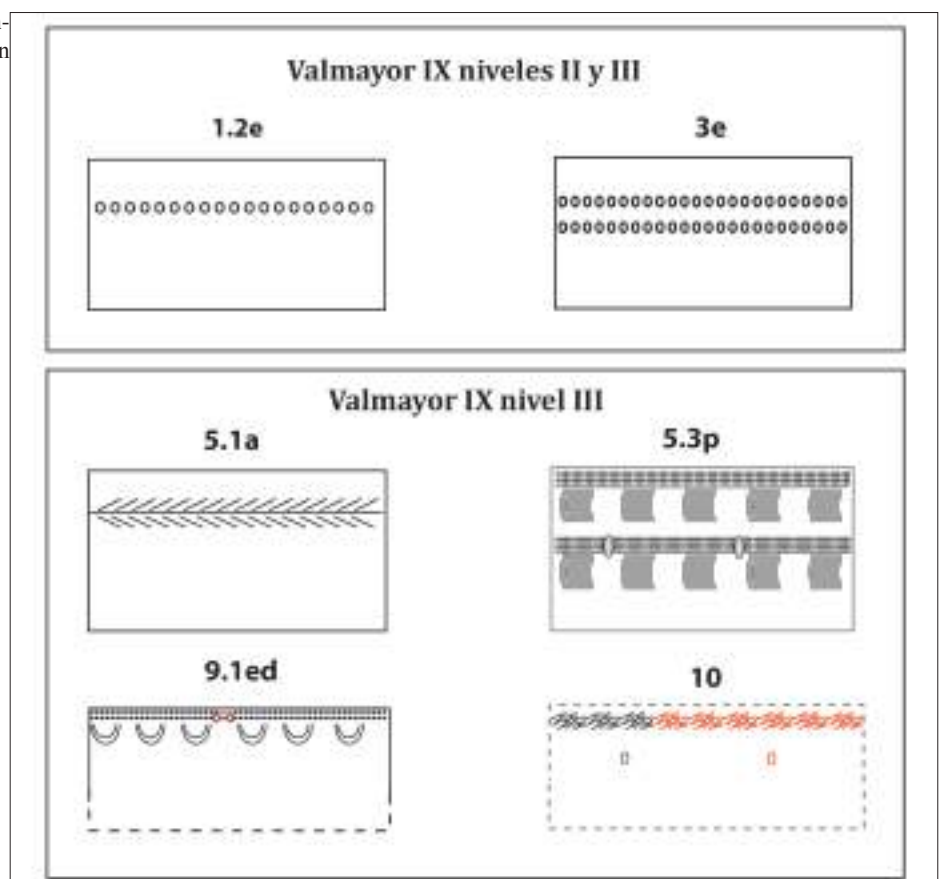 Valmayor IX niveles II y III
1.2e 3e
Valmayor IX nivel III
5.1a 5.3p
9.1ed 10